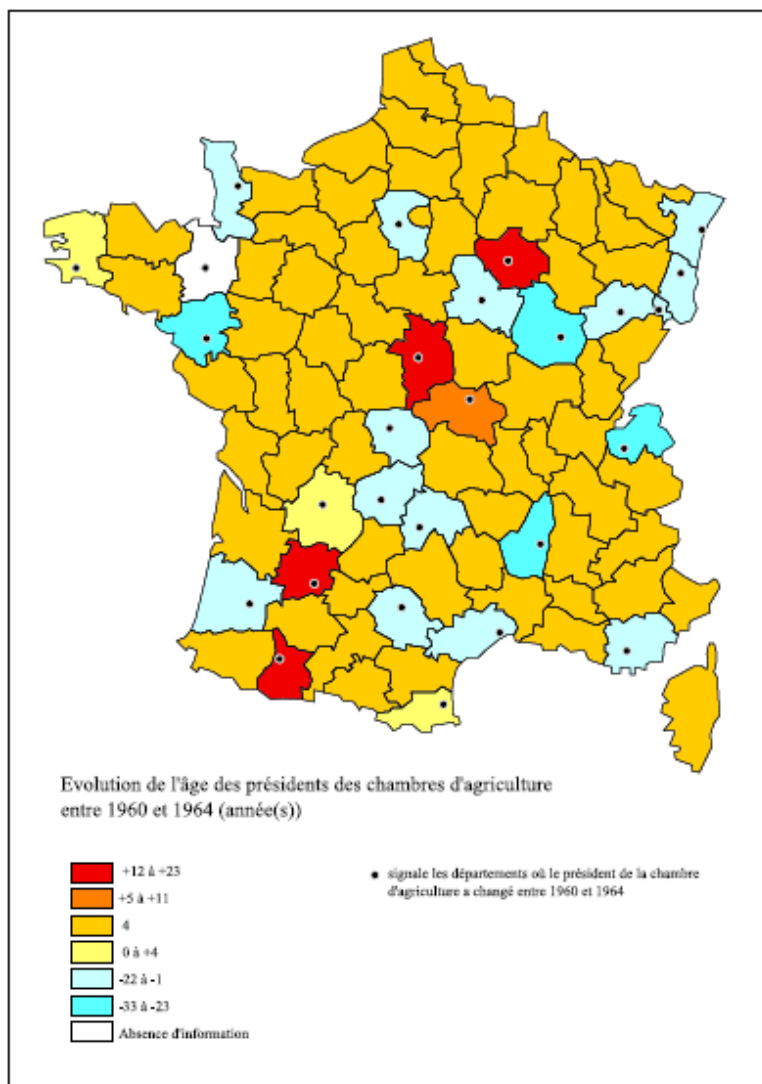 Evolution de l'âge des présidents des chambres d'agriculture
entre 1960 et 1964 (année(s))
+12 à +23
+5 à +11
4
0 à +4
-22 à -1
-33 à -23
Absence d'information
signale les départements où le président de la chambre
d'agriculture a changé entre 1960 et 1964